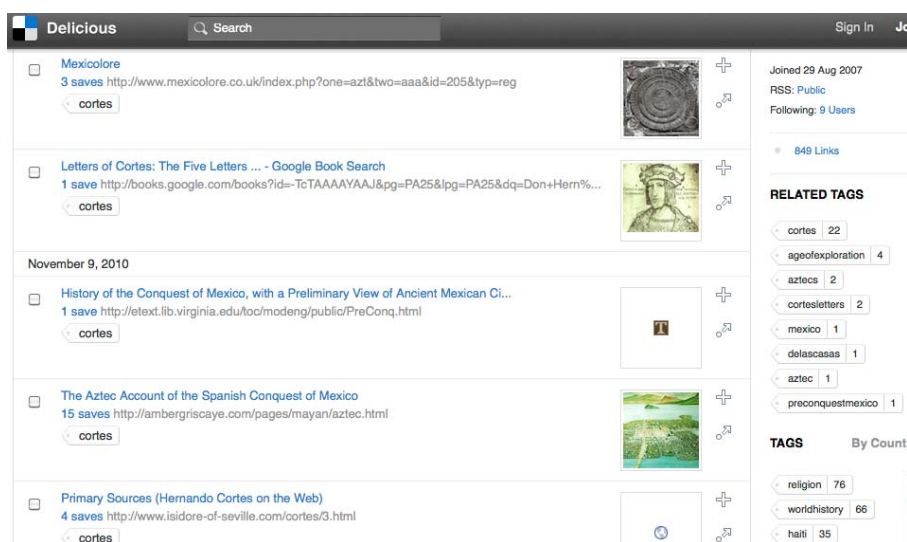 Delicious
Search
Sign In
Mexicolore
3 saves http://www.mexicolore.co.uk/index.php?one=azt&two=aaa&id=205&typ=reg
cortes
Letters of Cortes: The Five Letters ... - Google Book Search
1 save http://books.google.com/books?id=-TcTAAAAYAAJ&pg=PA25&lpg=PA25&dq=Don+Hern%...
cortes
November 9, 2010
History of the Conquest of Mexico, with a Preliminary View of Ancient Mexican Ci...
1 save http://etext.lib.virginia.edu/toc/modeng/public/PreConq.html
cortes
T
The Aztec Account of the Spanish Conquest of Mexico
15 saves http://ambergriscaye.com/pages/mayan/aztec.html
cortes
Primary Sources (Hernando Cortes on the Web)
4 saves http://www.isidore-of-seville.com/cortes/3.html
cortes
Joined 29 Aug 2007
RSS: Public
Following: 9 Users
849 Links
RELATED TAGS
cortes 22
ageofexploration 4
aztecs 2
cortesletters 2
mexico 1
delascasas 1
aztec 1
preconquestmexico 1
TAGS By Count
religion 76
worldhistory 66
haiti 35